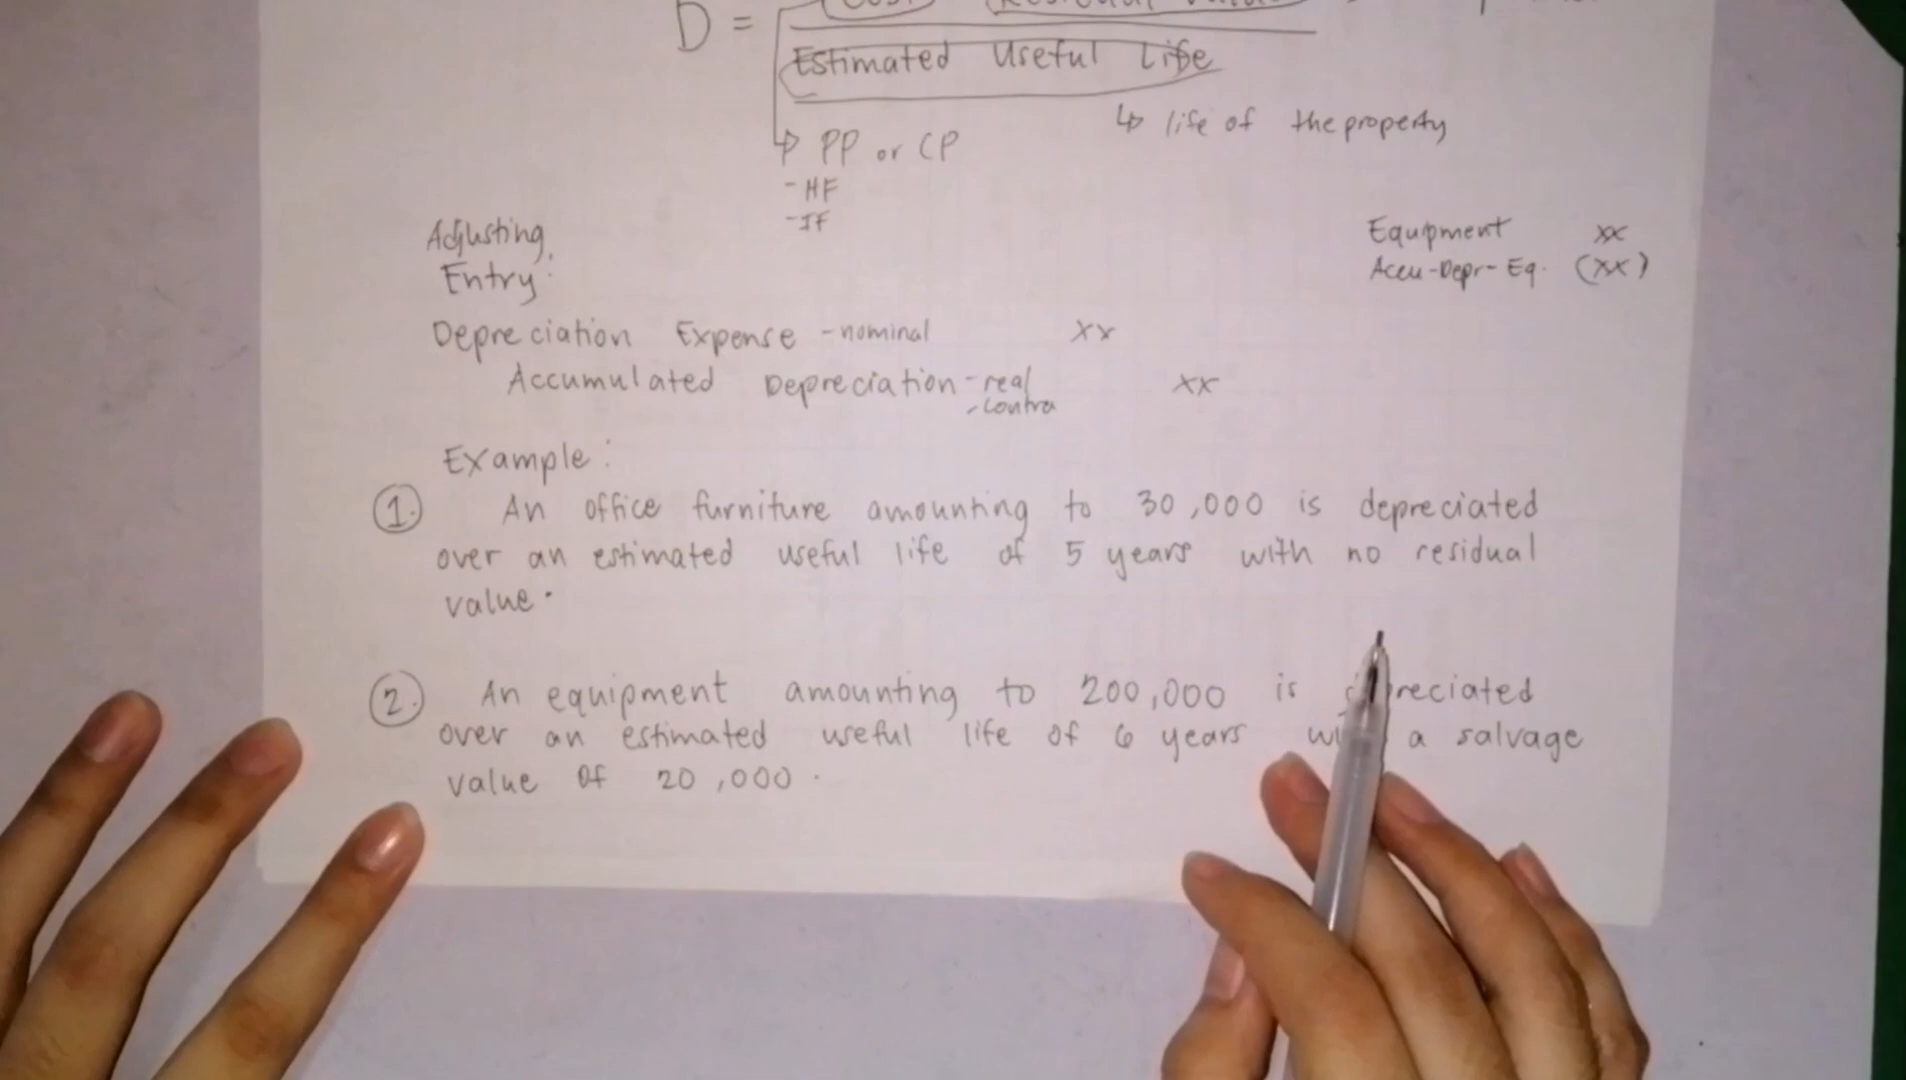 D =
Estimated Useful Life
↳ life of the property
↳ PP or CP
- HF
- IF
Adjusting
Entry:
Equipment xx
Accu-Depr- Eq. (xx)
Depreciation Expense - nominal xx
Accumulated Depreciation - real xx
- contra
Example:
1. An office furniture amounting to 30,000 is depreciated
over an estimated useful life of 5 years with no residual
value.
2. An equipment amounting to 200,000 is
over an estimated useful life of 6 years a salvage
value of 20,000.